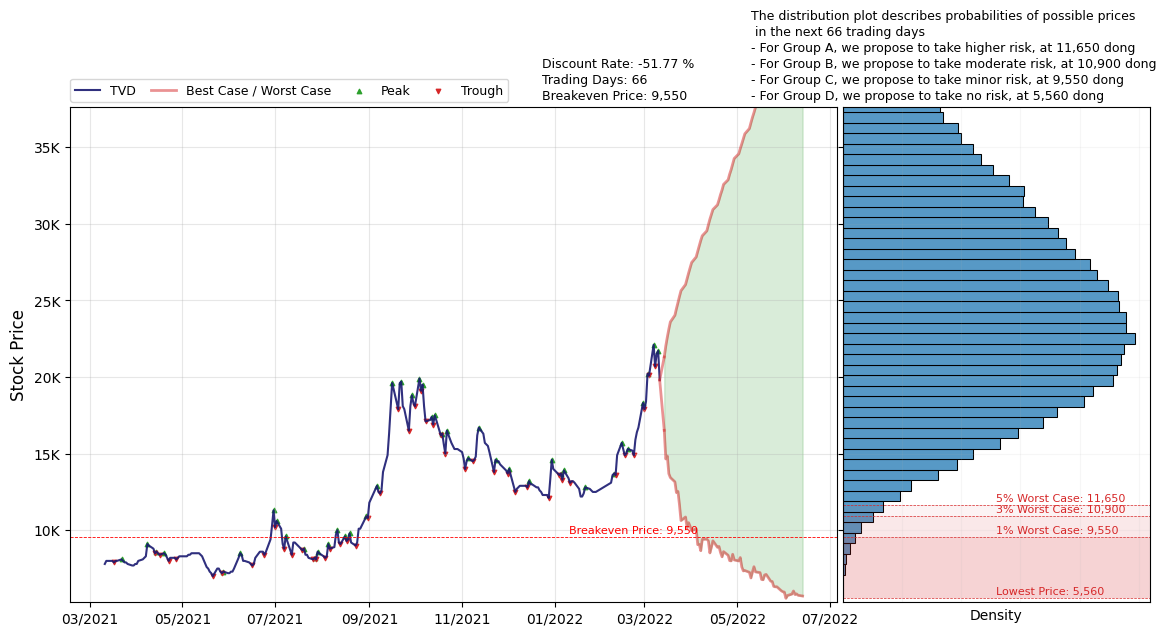 The distribution plot describes probabilities of possible prices
in the next 66 trading days
- For Group A, we propose to take higher risk, at 11,650 dong
- For Group B, we propose to take moderate risk, at 10,900 dong
- For Group C, we propose to take minor risk, at 9,550 dong
- For Group D, we propose to take no risk, at 5,560 dong
Discount Rate: -51.77 %
Trading Days: 66
Breakeven Price: 9,550
TVD
Best Case / Worst Case
Peak
Trough
Stock Price
35K
30K
25K
20K
15K
10K
Breakeven Price: 9,550
03/2021
05/2021
07/2021
09/2021
11/2021
01/2022
03/2022
05/2022
07/2022
5% Worst Case: 11,650
3% Worst Case: 10,900
1% Worst Case: 9,550
Lowest Price: 5,560
Density